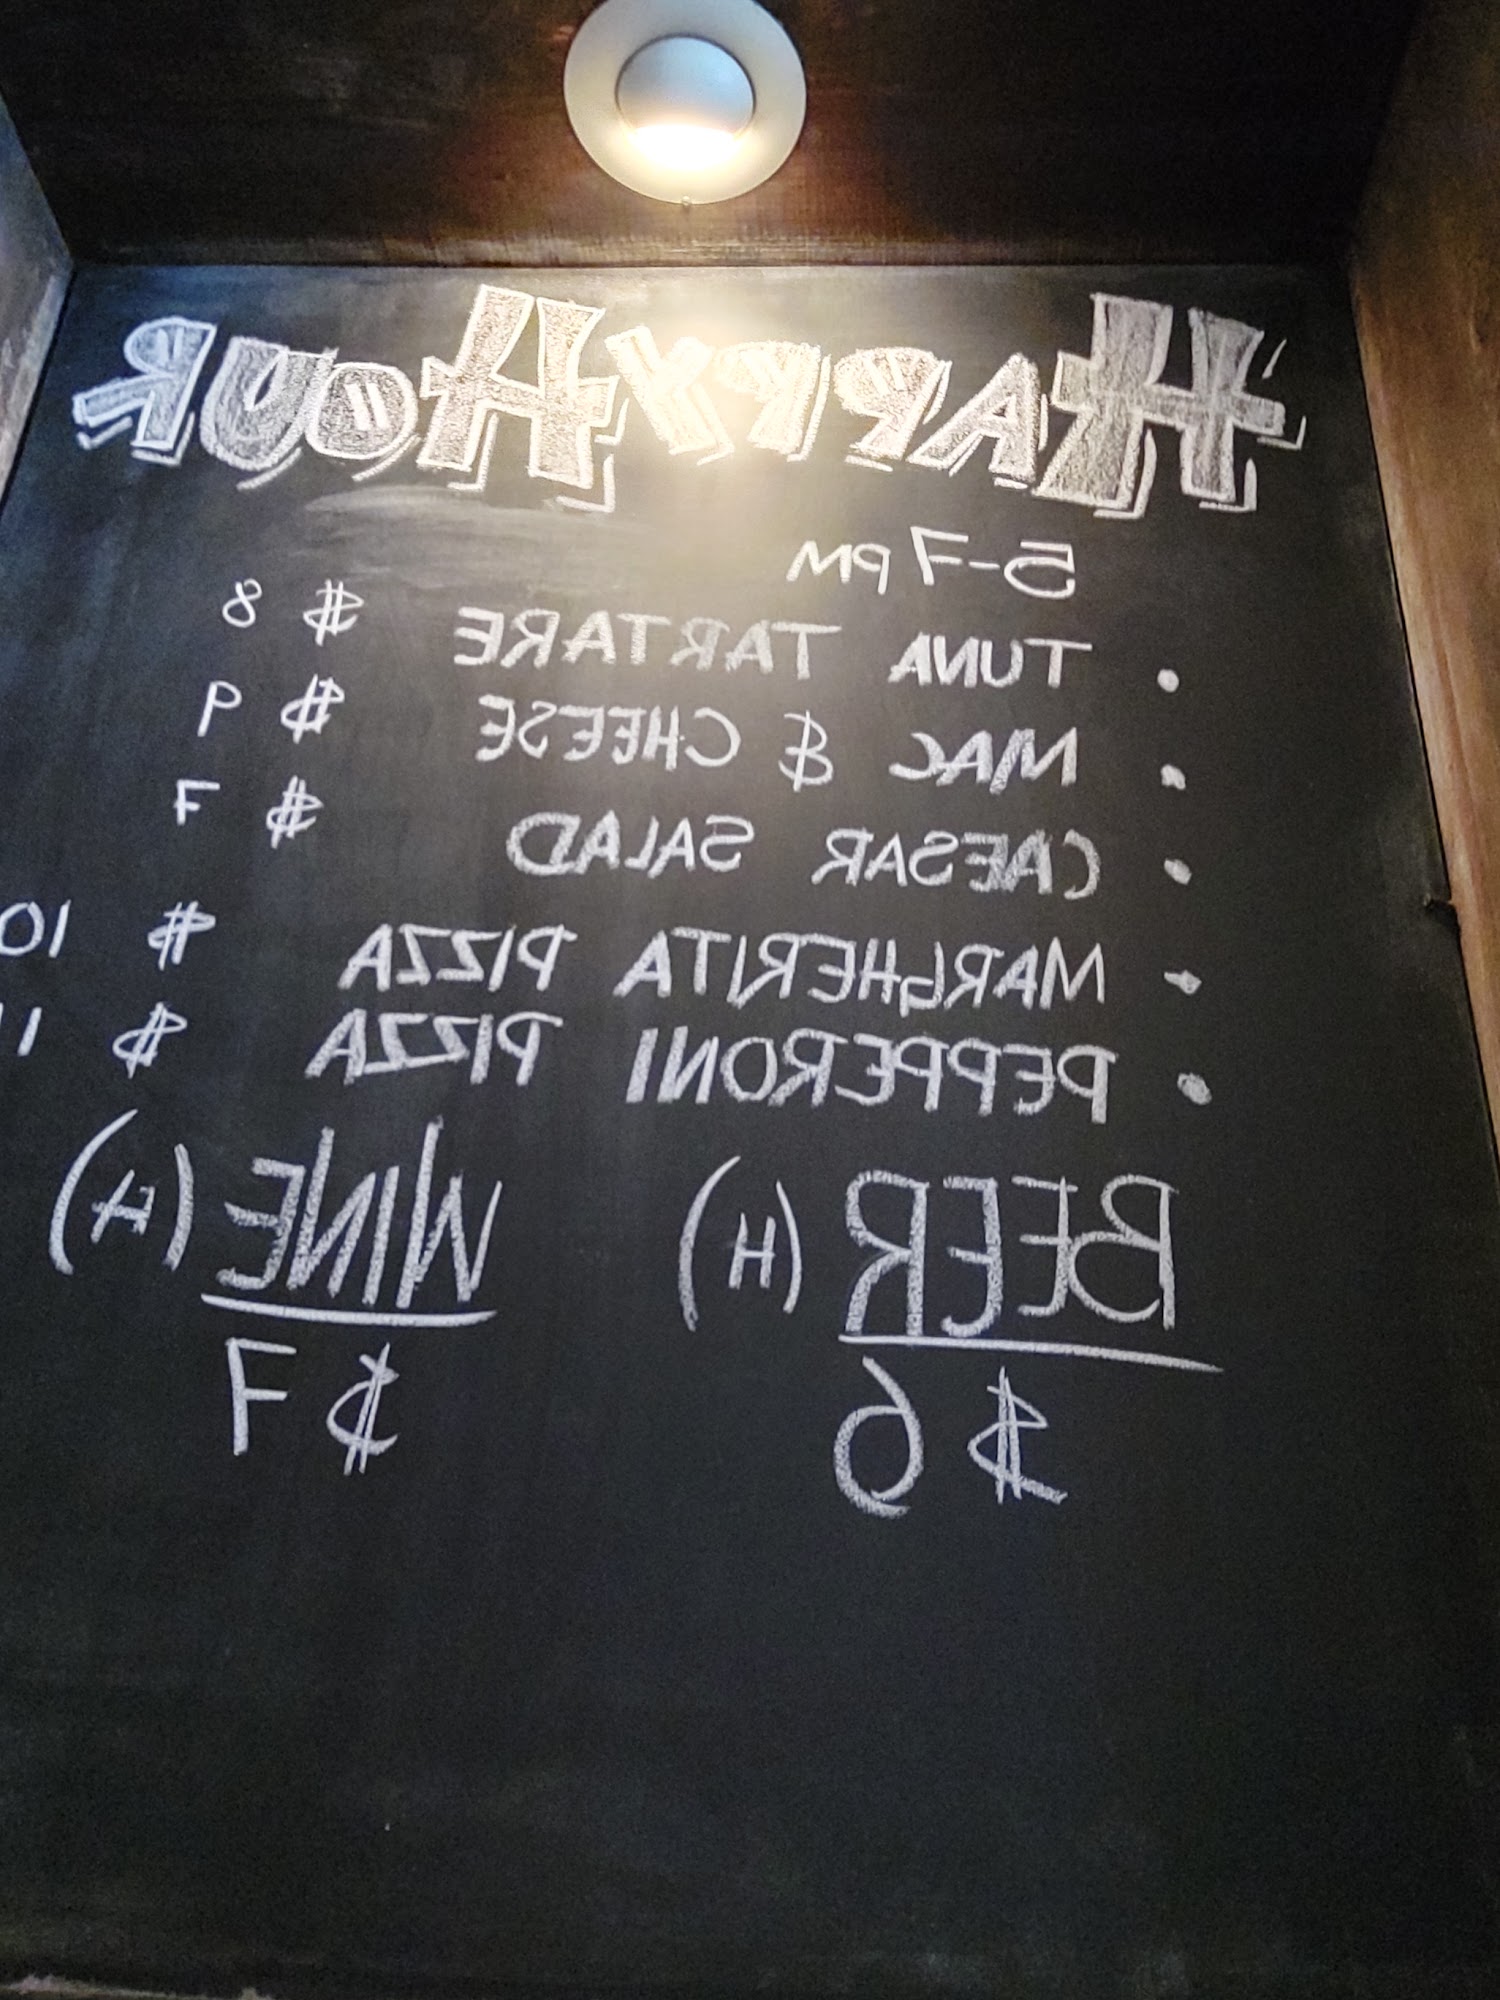 HAPPY HOUR
5-7 PM
• TUNA TARTARE $ 8
• MAC & CHEESE $ 9
• CAESAR SALAD $ 7
• MARGHERITA PIZZA $ 10
• PEPPERONI PIZZA $ 11
BEER (H) WINE (H)
$ 6 $ 7